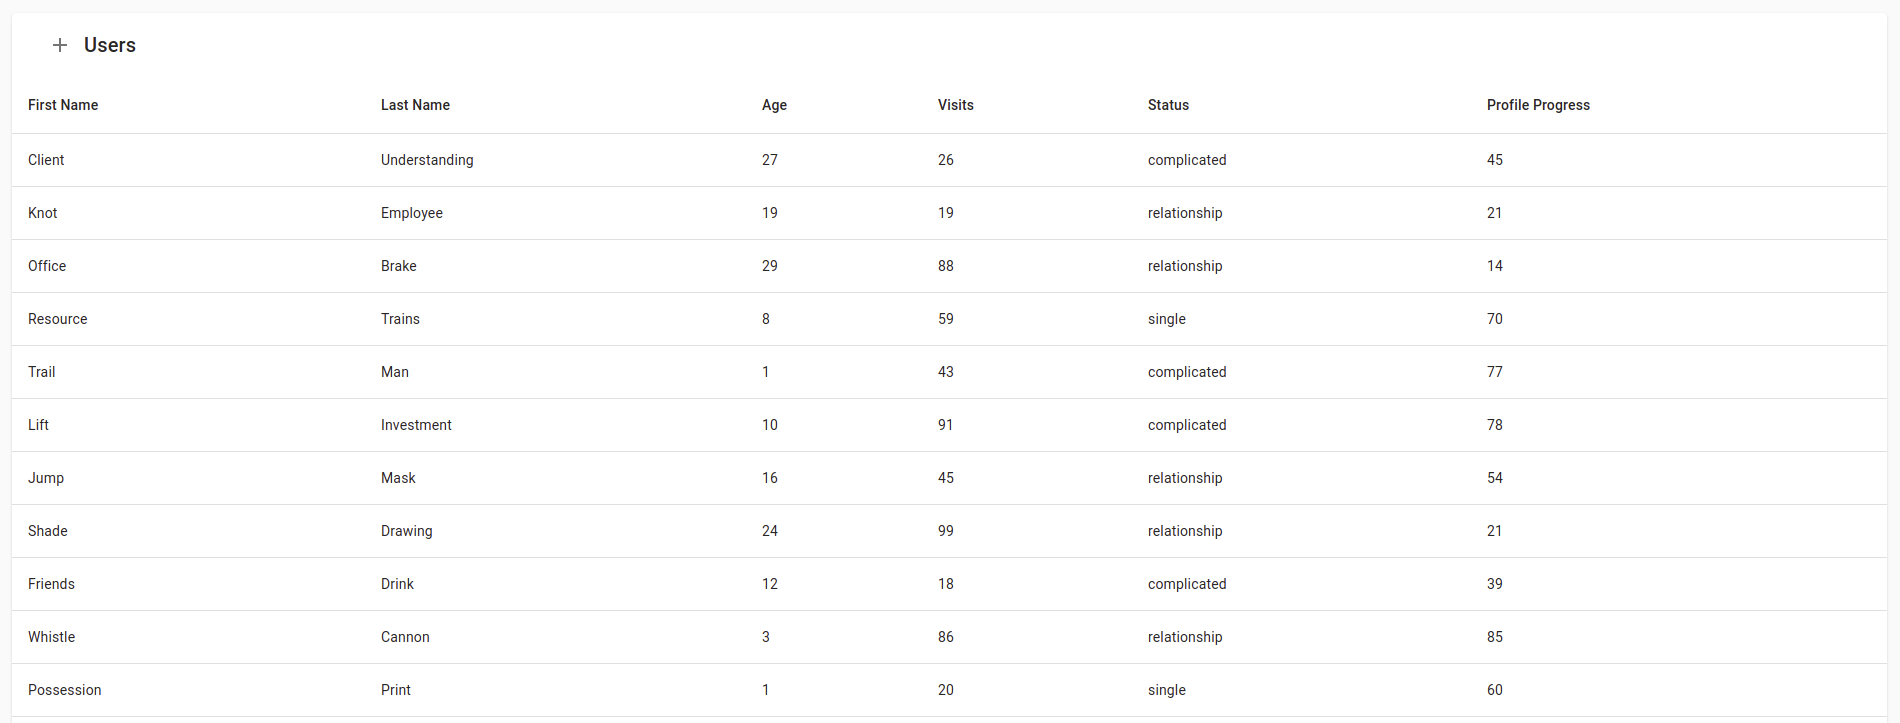 Users
First Name Last Name Age Visits Status Profile Progress
Client Understanding 27 26 complicated 45
Knot Employee 19 19 relationship 21
Office Brake 29 88 relationship 14
Resource Trains 8 59 single 70
Trail Man 1 43 complicated 77
Lift Investment 10 91 complicated 78
Jump Mask 16 45 relationship 54
Shade Drawing 24 99 relationship 21
Friends Drink 12 18 complicated 39
Whistle Cannon 3 86 relationship 85
Possession Print 1 20 single 60